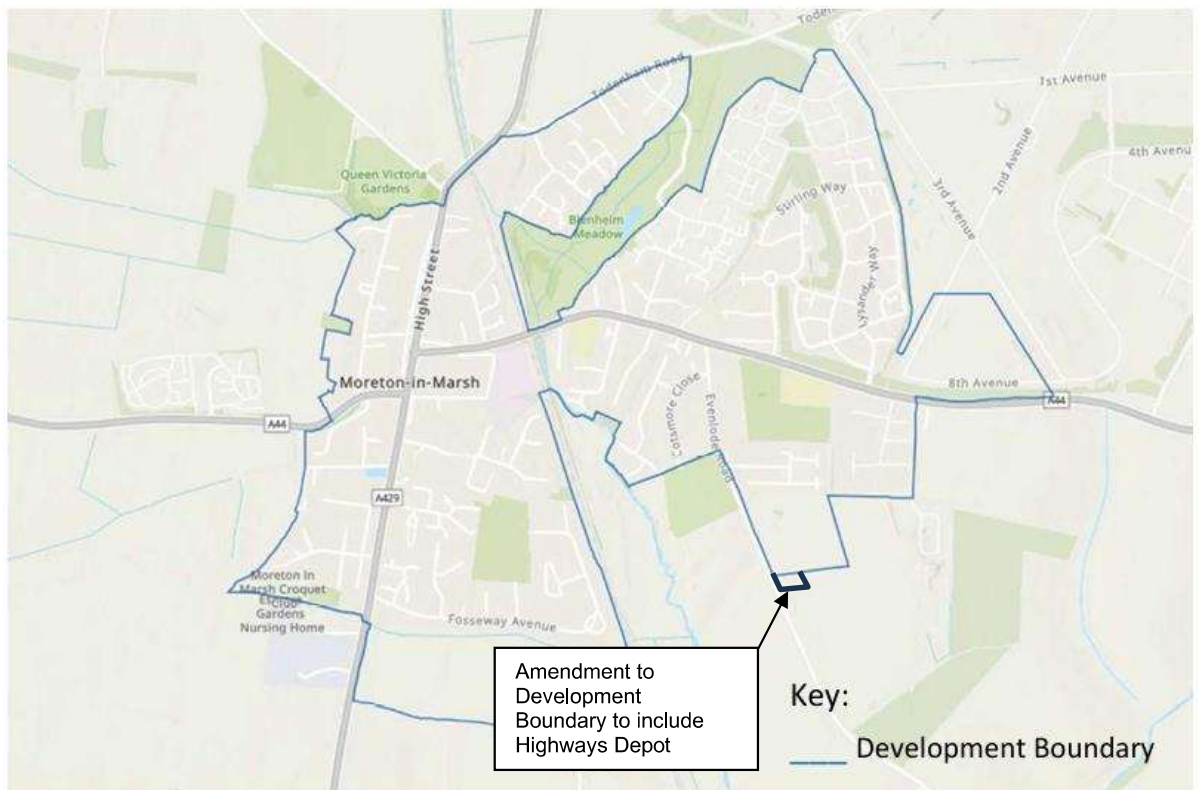 Todenham Road
1st Avenue
2nd Avenue
4th Avenu
3rd Avenue
Queen Victoria
Gardens
Stirling Way
Blenheim
Meadow
High Street
Lysand
er Way
Moreton-in-Marsh
8th Avenue
A44
A44
Cotsmore Close
Evenlode Road
A429
Moreton In
Marsh Croquet
Club
Gardens
Nursing Home
Fosseway Avenue
Amendment to
Development
Boundary to include
Highways Depot
Key:
Development Boundary